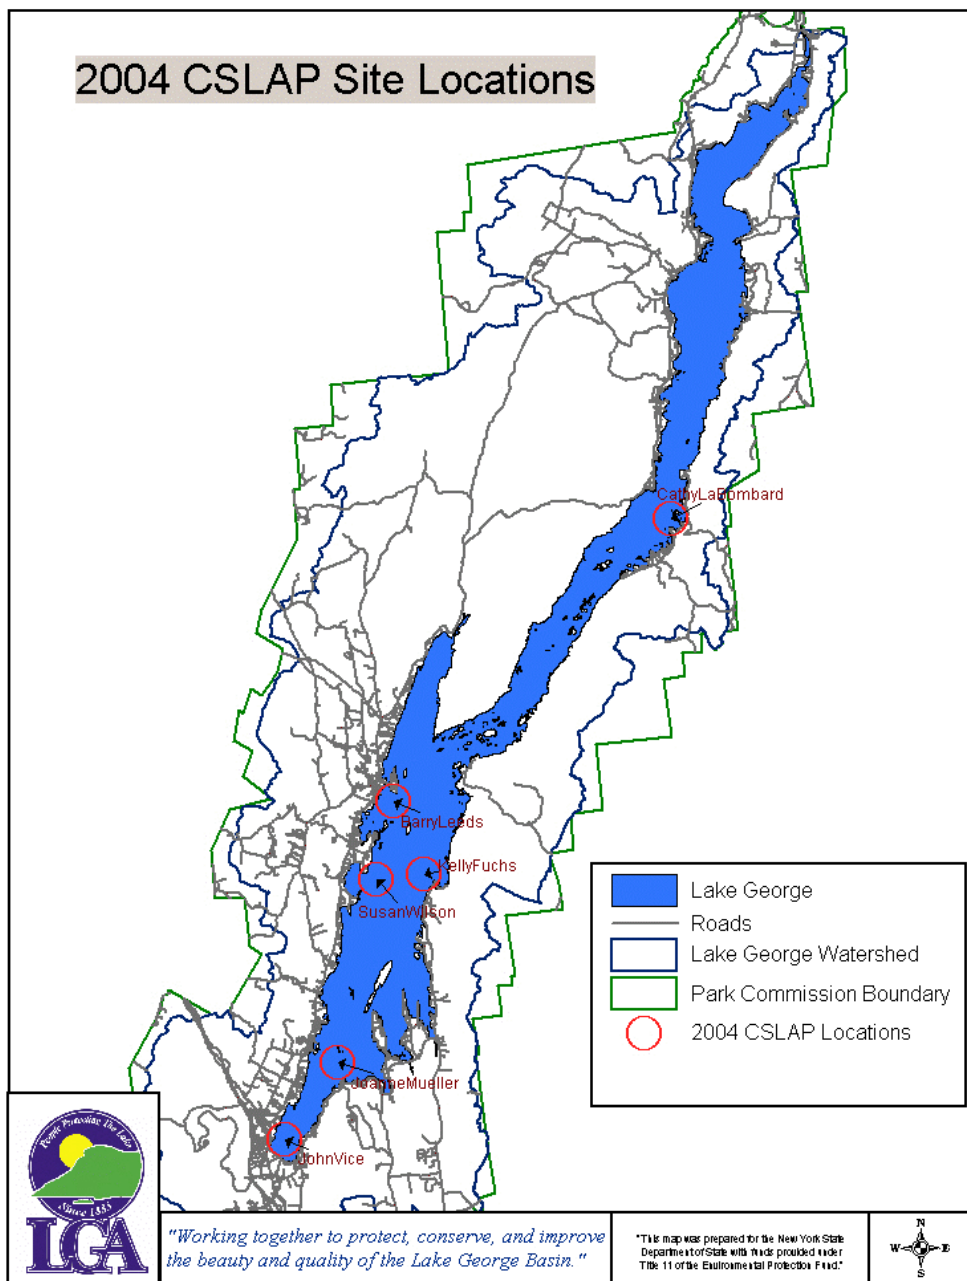 2004 CSLAP Site Locations
CathyLaBombard
BarryLeeds
KellyFuchs
SusanWilson
JoanneMueller
JohnVice
Lake George
Roads
Lake George Watershed
Park Commission Boundary
2004 CSLAP Locations
People Protecting The Lake
Since 1885
LGA
"Working together to protect, conserve, and improve
the beauty and quality of the Lake George Basin."
"This map was prepared for the New York State
Department of State with funds provided under
Title 11 of the Environmental Protection Fund."
N
W E
S